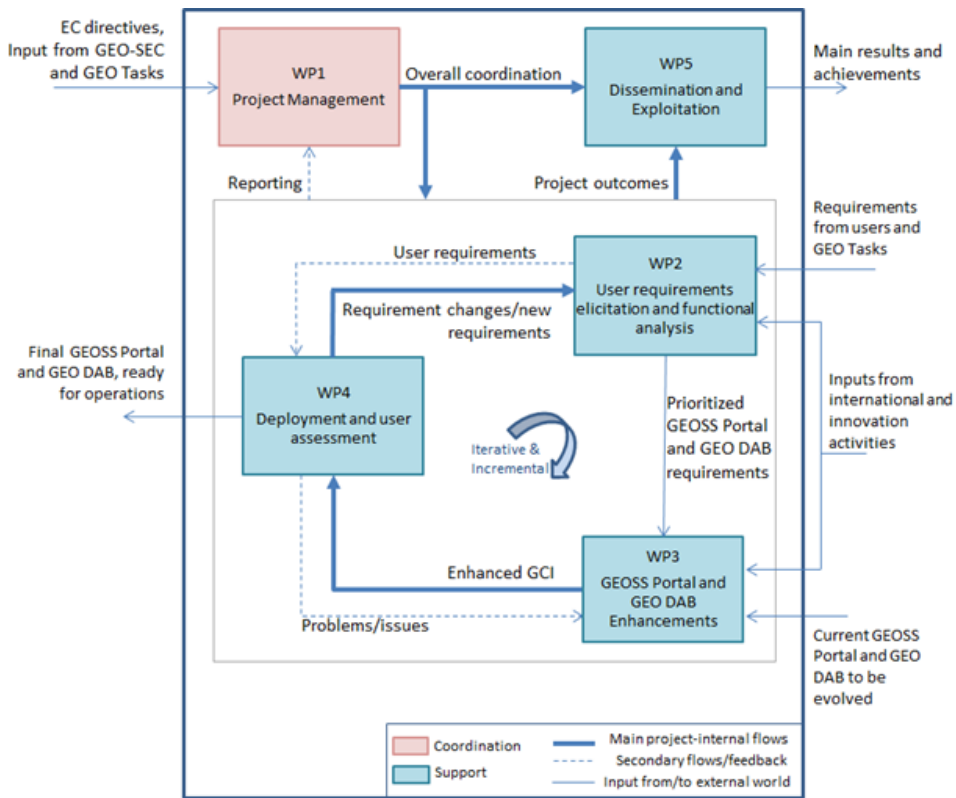 EC directives,
Input from GEO-SEC
and GEO Tasks
WP1
Project Management
Overall coordination
WP5
Dissemination and
Exploitation
Main results and
achievements
Reporting
Project outcomes
Requirements
from users and
GEO Tasks
User requirements
WP2
User requirements
elicitation and functional
analysis
Requirement changes/new
requirements
Final GEOSS Portal
and GEO DAB, ready
for operations
WP4
Deployment and user
assessment
Iterative &
Incremental
Prioritized
GEOSS Portal
and GEO DAB
requirements
Inputs from
international and
innovation
activities
Enhanced GCI
WP3
GEOSS Portal and
GEO DAB
Enhancements
Problems/issues
Current GEOSS
Portal and GEO
DAB to be
evolved
Coordination
Support
Main project-internal flows
Secondary flows/feedback
Input from/to external world